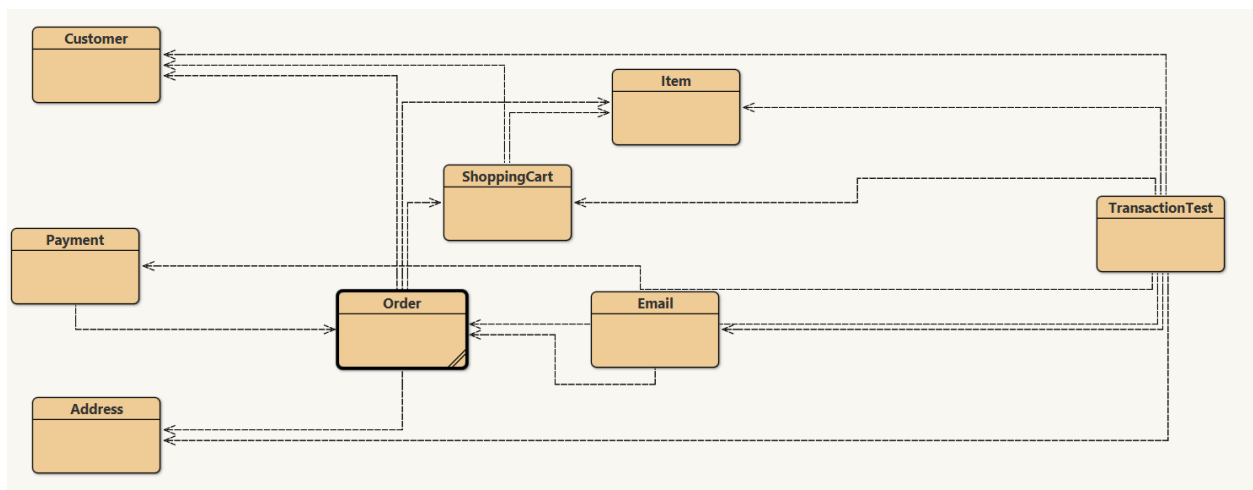 Customer
Item
ShoppingCart
TransactionTest
Payment
Order
Email
Address